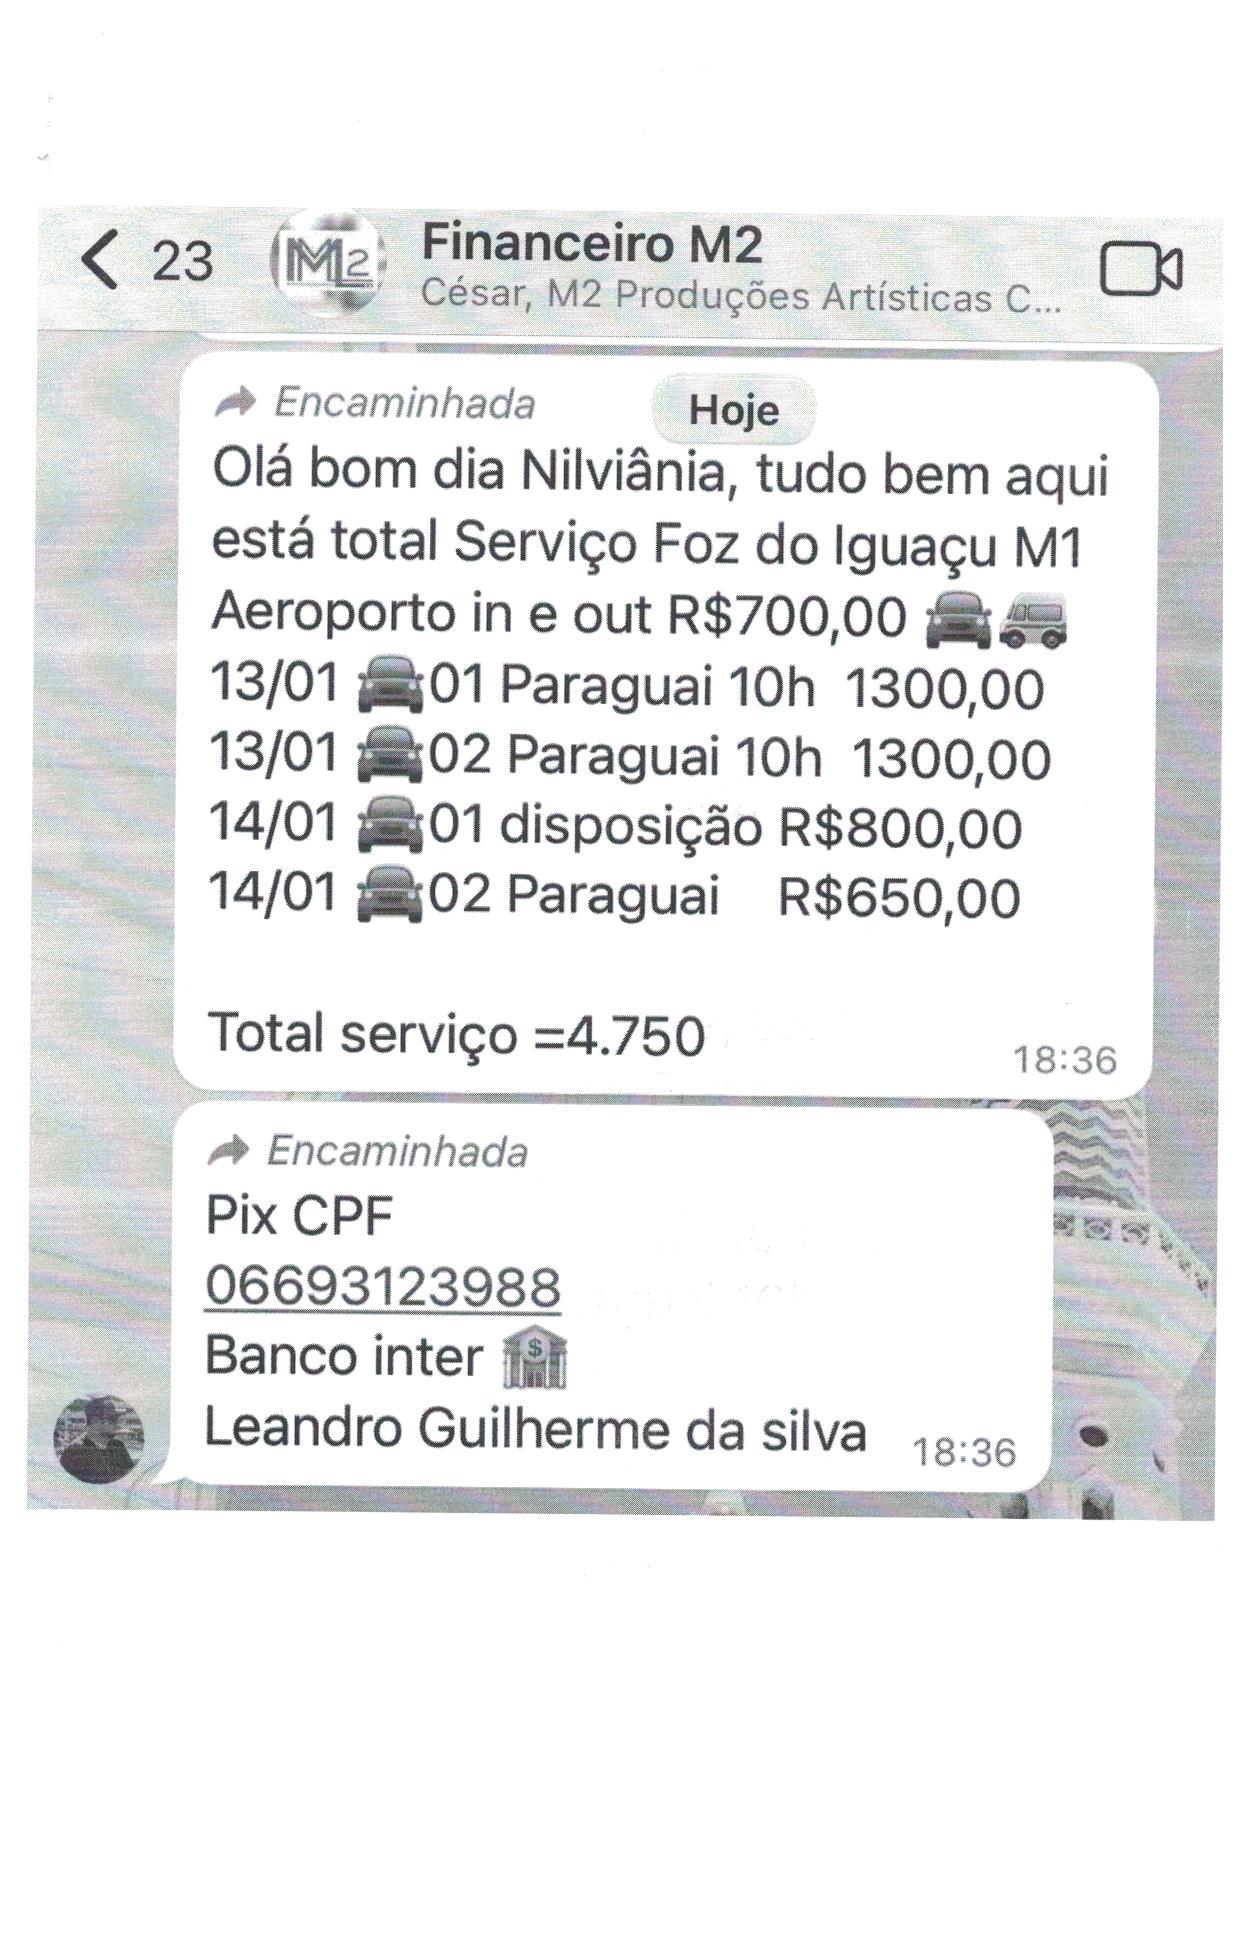 23
M2
Financeiro M2
César, M2 Produções Artísticas C...
Encaminhada
Hoje
Olá bom dia Nilviânia, tudo bem aqui
está total Serviço Foz do Iguaçu M1
Aeroporto in e out R$700,00 🚘🚐
13/01 🚘01 Paraguai 10h 1300,00
13/01 🚘02 Paraguai 10h 1300,00
14/01 🚘01 disposição R$800,00
14/01 🚘02 Paraguai R$650,00
Total serviço =4.750
18:36
Encaminhada
Pix CPF
06693123988
Banco inter 🏦
Leandro Guilherme da silva
18:36